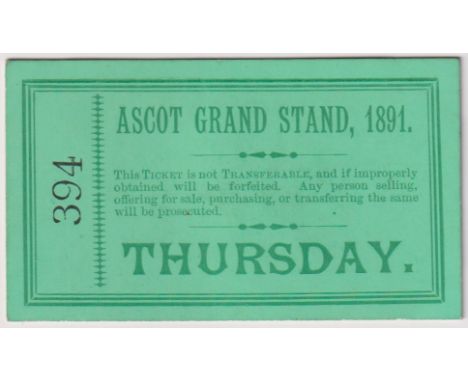 394
ASCOT GRAND STAND, 1891.
This TICKET is not TRANSFERABLE, and if improperly
obtained will be forfeited. Any person selling,
offering for sale, purchasing, or transferring the same
will be prosecuted.
THURSDAY.